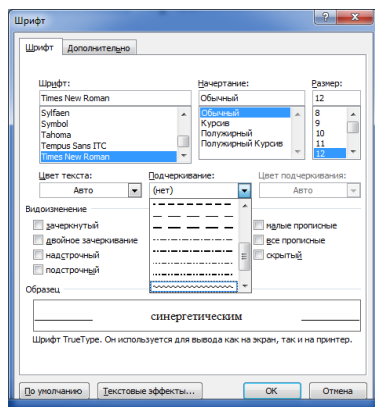 Шрифт
Шрифт Дополнительно
Шрифт: Начертание: Размер:
Times New Roman Обычный 12
Sylfaen Обычный 8
Symbol Курсив 9
Tahoma Полужирный 10
Tempus Sans ITC Полужирный Курсив 11
Times New Roman 12
Цвет текста: Подчеркивание: Цвет подчеркивания:
Авто (нет) Авто
Видоизменение
зачеркнутый малые прописные
двойное зачеркивание все прописные
надстрочный скрытый
подстрочный
Образец
синергетическим
Шрифт TrueType. Он используется для вывода как на экран, так и на принтер.
По умолчанию Текстовые эффекты... ОК Отмена